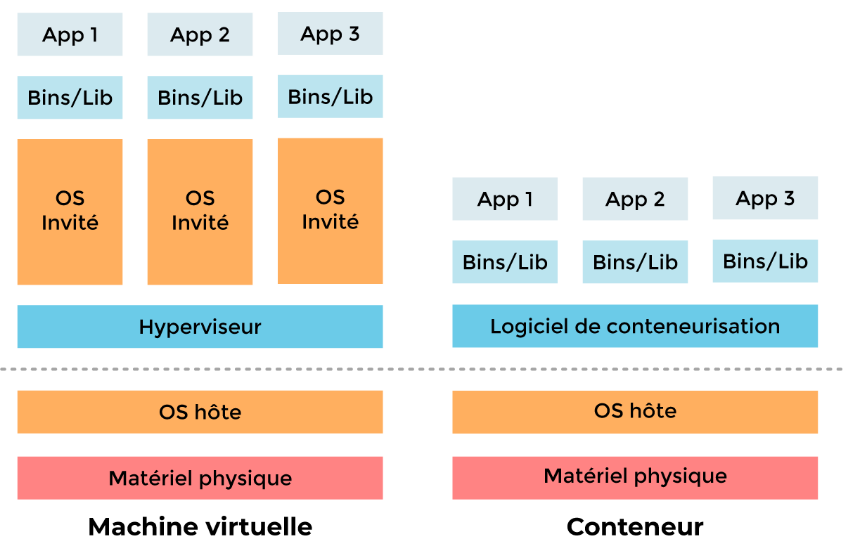 App 1
App 2
App 3
Bins/Lib
Bins/Lib
Bins/Lib
OS
Invité
OS
Invité
OS
Invité
Hyperviseur
OS hôte
Matériel physique
Machine virtuelle
App 1
App 2
App 3
Bins/Lib
Bins/Lib
Bins/Lib
Logiciel de conteneurisation
OS hôte
Matériel physique
Conteneur